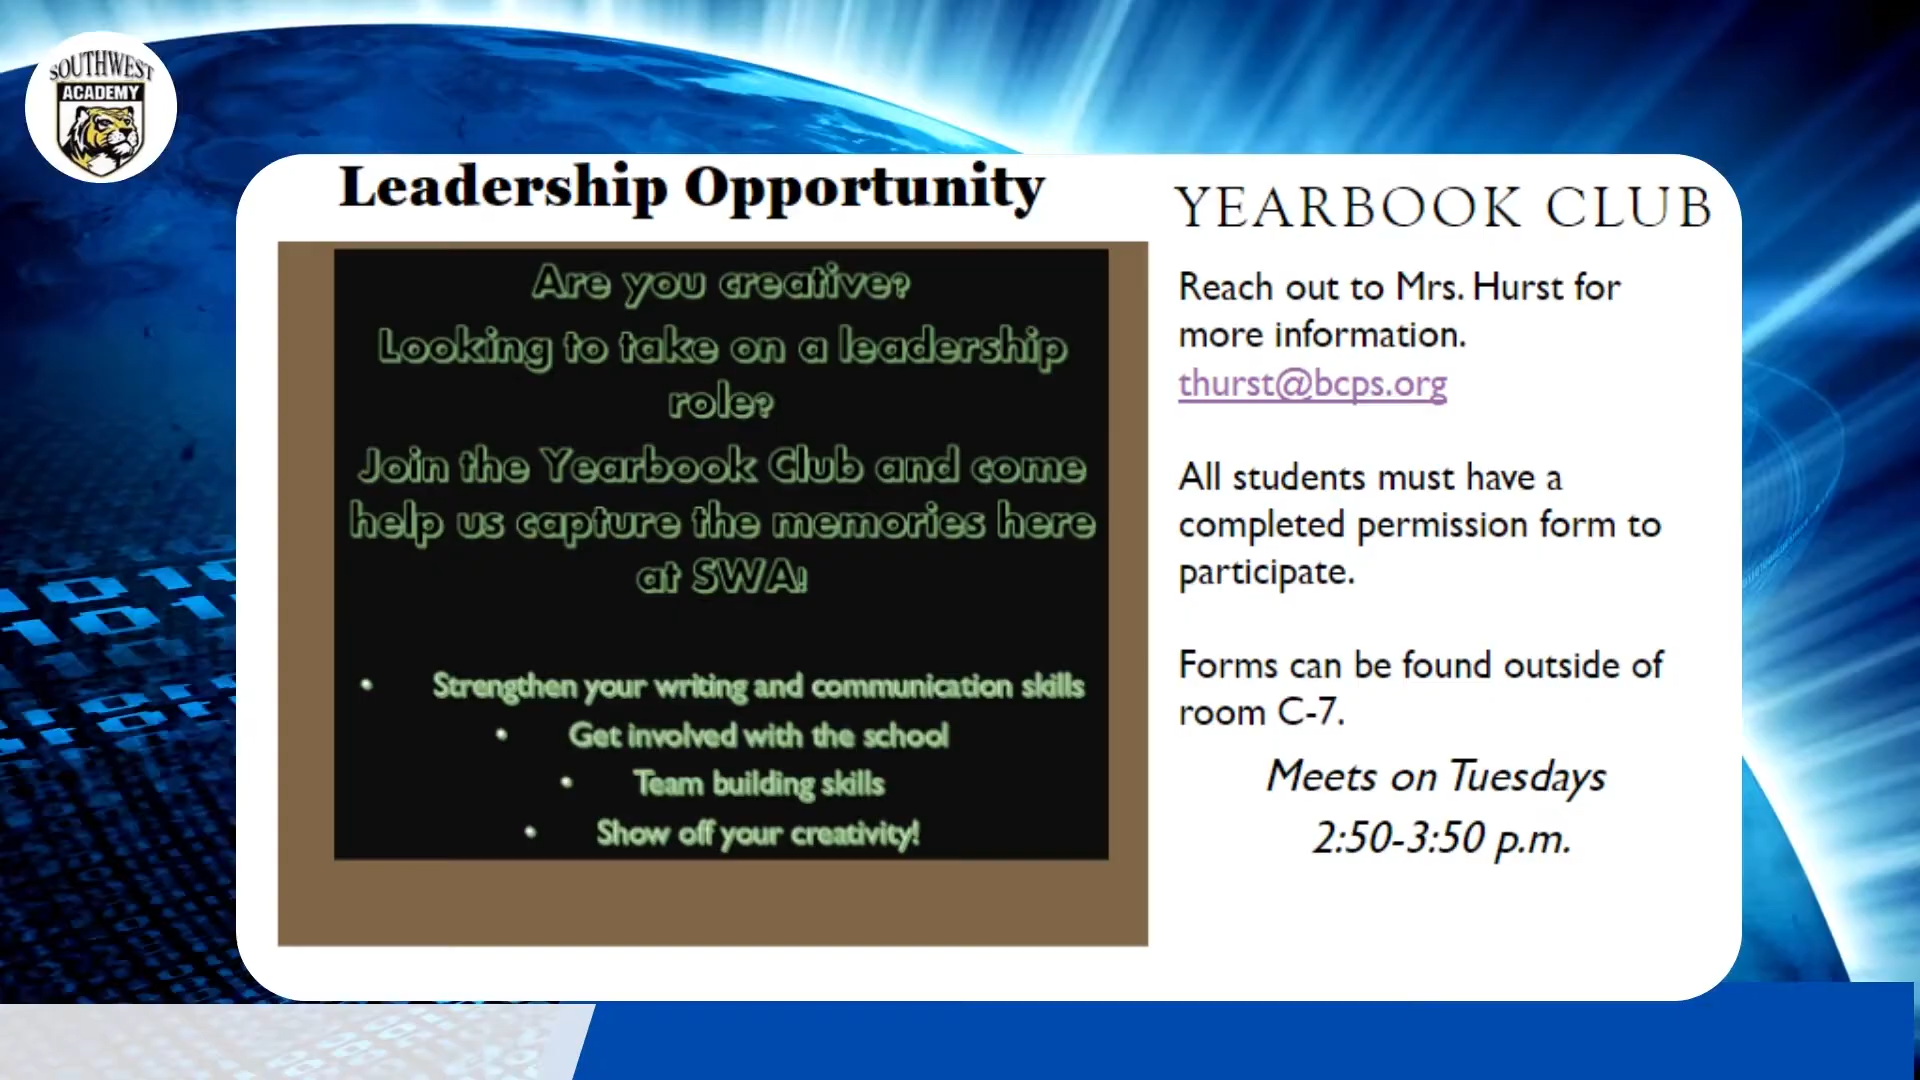 SOUTHWEST
ACADEMY
Leadership Opportunity
Are you creative?
Looking to take on a leadership
role?
Join the Yearbook Club and come
help us capture the memories here
at SWA!
• Strengthen your writing and communication skills
• Get involved with the school
• Team building skills
• Show off your creativity!
YEARBOOK CLUB
Reach out to Mrs. Hurst for
more information.
thurst@bcps.org
All students must have a
completed permission form to
participate.
Forms can be found outside of
room C-7.
Meets on Tuesdays
2:50-3:50 p.m.